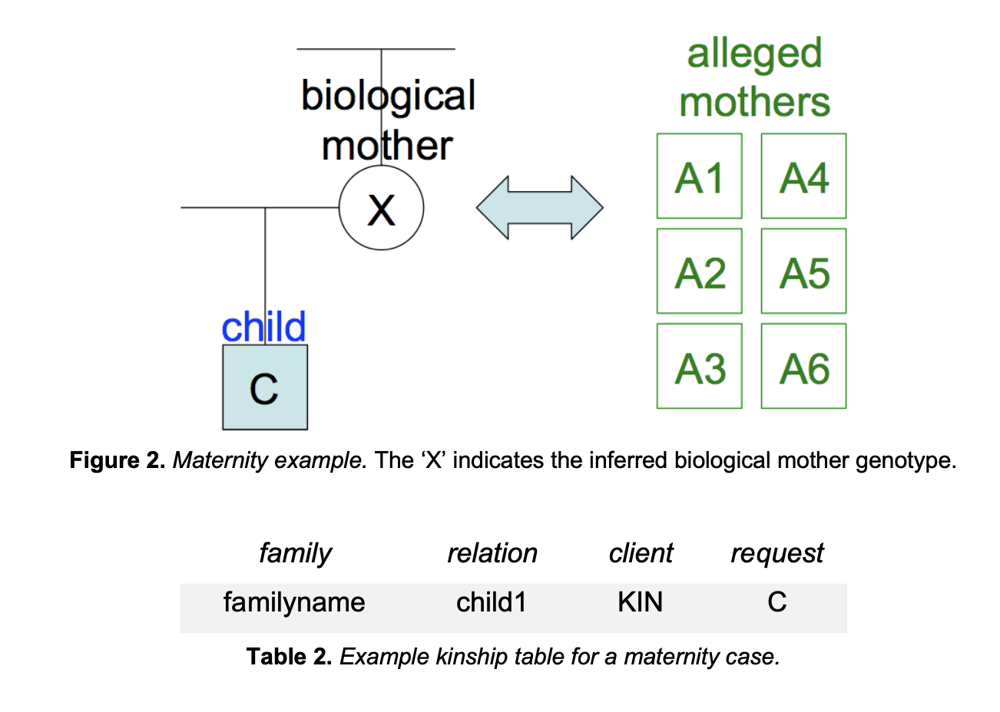 biological
mother
X
child
C
alleged
mothers
A1 A4
A2 A5
A3 A6
Figure 2. Maternity example. The ‘X’ indicates the inferred biological mother genotype.
family relation client request
familyname child1 KIN C
Table 2. Example kinship table for a maternity case.